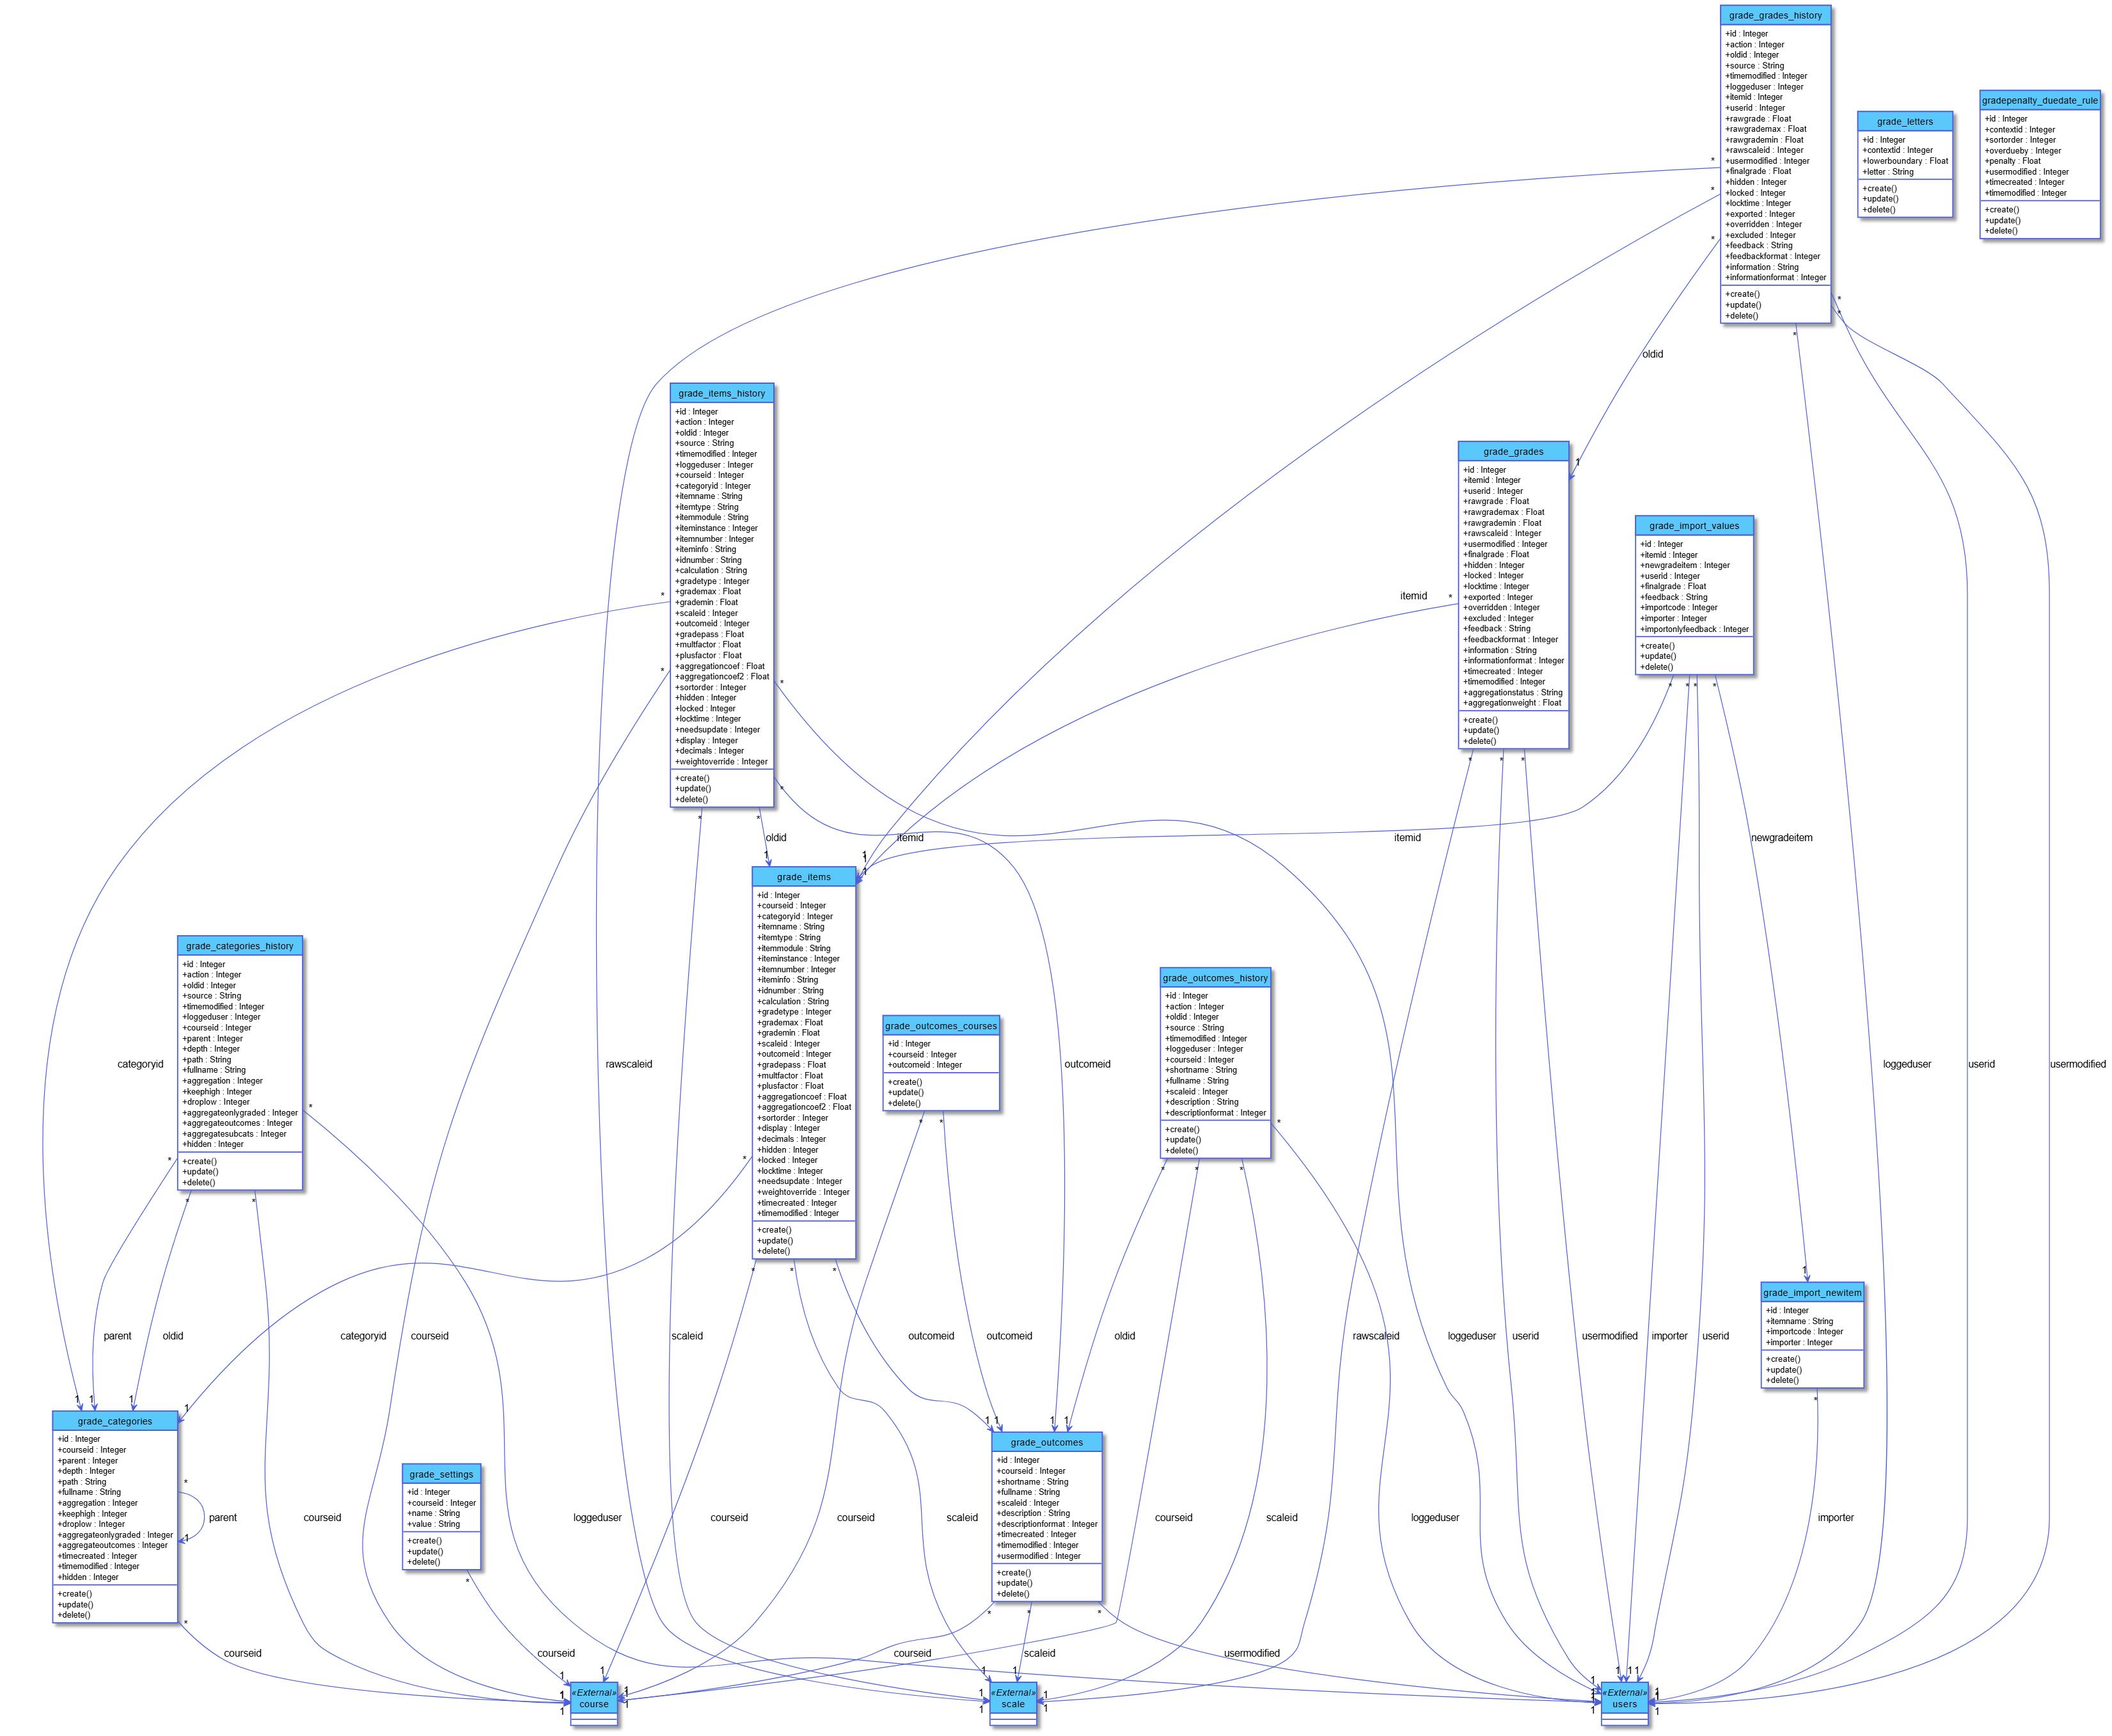 grade_grades_history
+id : Integer
+action : Integer
+oldid : Integer
+source : String
+timemodified : Integer
+loggeduser : Integer
+itemid : Integer
+userid : Integer
+rawgrade : Float
+rawgrademax : Float
+rawgrademin : Float
+rawscaleid : Integer
+usermodified : Integer
+finalgrade : Float
+hidden : Integer
+locked : Integer
+locktime : Integer
+exported : Integer
+overridden : Integer
+excluded : Integer
+feedback : String
+feedbackformat : Integer
+information : String
+informationformat : Integer
+create()
+update()
+delete()
grade_letters
+id : Integer
+contextid : Integer
+lowerboundary : Float
+letter : String
+create()
+update()
+delete()
gradepenalty_duedate_rule
+id : Integer
+contextid : Integer
+sortorder : Integer
+overdueby : Integer
+penalty : Float
+usermodified : Integer
+timecreated : Integer
+timemodified : Integer
+create()
+update()
+delete()
oldid
grade_items_history
+id : Integer
+action : Integer
+oldid : Integer
+source : String
+timemodified : Integer
+loggeduser : Integer
+courseid : Integer
+categoryid : Integer
+itemname : String
+itemtype : String
+itemmodule : String
+iteminstance : Integer
+itemnumber : Integer
+iteminfo : String
+idnumber : String
+calculation : String
+gradetype : Integer
+grademax : Float
+grademin : Float
+scaleid : Integer
+outcomeid : Integer
+gradepass : Float
+multfactor : Float
+plusfactor : Float
+aggregationcoef : Float
+aggregationcoef2 : Float
+sortorder : Integer
+hidden : Integer
+locked : Integer
+locktime : Integer
+needsupdate : Integer
+display : Integer
+decimals : Integer
+weightoverride : Integer
+create()
+update()
+delete()
grade_grades
+id : Integer
+itemid : Integer
+userid : Integer
+rawgrade : Float
+rawgrademax : Float
+rawgrademin : Float
+rawscaleid : Integer
+usermodified : Integer
+finalgrade : Float
+hidden : Integer
+locked : Integer
+locktime : Integer
+exported : Integer
+overridden : Integer
+excluded : Integer
+feedback : String
+feedbackformat : Integer
+information : String
+informationformat : Integer
+timecreated : Integer
+timemodified : Integer
+aggregationstatus : String
+aggregationweight : Float
+create()
+update()
+delete()
grade_import_values
+id : Integer
+itemid : Integer
+newgradeitem : Integer
+userid : Integer
+finalgrade : Float
+feedback : String
+importcode : Integer
+importer : Integer
+importonlyfeedback : Integer
+create()
+update()
+delete()
itemid
oldid
itemid
itemid
newgradeitem
grade_items
+id : Integer
+courseid : Integer
+categoryid : Integer
+itemname : String
+itemtype : String
+itemmodule : String
+iteminstance : Integer
+itemnumber : Integer
+iteminfo : String
+idnumber : String
+calculation : String
+gradetype : Integer
+grademax : Float
+grademin : Float
+scaleid : Integer
+outcomeid : Integer
+gradepass : Float
+multfactor : Float
+plusfactor : Float
+aggregationcoef : Float
+aggregationcoef2 : Float
+sortorder : Integer
+display : Integer
+decimals : Integer
+hidden : Integer
+locked : Integer
+locktime : Integer
+needsupdate : Integer
+weightoverride : Integer
+timecreated : Integer
+timemodified : Integer
+create()
+update()
+delete()
grade_categories_history
+id : Integer
+action : Integer
+oldid : Integer
+source : String
+timemodified : Integer
+loggeduser : Integer
+courseid : Integer
+parent : Integer
+depth : Integer
+path : String
+fullname : String
+aggregation : Integer
+keephigh : Integer
+droplow : Integer
+aggregateonlygraded : Integer
+aggregateoutcomes : Integer
+aggregatesubcats : Integer
+hidden : Integer
+create()
+update()
+delete()
grade_outcomes_courses
+id : Integer
+courseid : Integer
+outcomeid : Integer
+create()
+update()
+delete()
grade_outcomes_history
+id : Integer
+action : Integer
+oldid : Integer
+source : String
+timemodified : Integer
+loggeduser : Integer
+courseid : Integer
+shortname : String
+fullname : String
+scaleid : Integer
+description : String
+descriptionformat : Integer
+create()
+update()
+delete()
categoryid
rawscaleid
outcomeid
loggeduser
userid
usermodified
grade_import_newitem
+id : Integer
+itemname : String
+importcode : Integer
+importer : Integer
+create()
+update()
+delete()
parent
oldid
categoryid
courseid
scaleid
outcomeid
outcomeid
oldid
rawscaleid
loggeduser
userid
usermodified
importer
userid
grade_categories
+id : Integer
+courseid : Integer
+parent : Integer
+depth : Integer
+path : String
+fullname : String
+aggregation : Integer
+keephigh : Integer
+droplow : Integer
+aggregateonlygraded : Integer
+aggregateoutcomes : Integer
+timecreated : Integer
+timemodified : Integer
+hidden : Integer
+create()
+update()
+delete()
grade_settings
+id : Integer
+courseid : Integer
+name : String
+value : String
+create()
+update()
+delete()
grade_outcomes
+id : Integer
+courseid : Integer
+shortname : String
+fullname : String
+scaleid : Integer
+description : String
+descriptionformat : Integer
+timecreated : Integer
+timemodified : Integer
+usermodified : Integer
+create()
+update()
+delete()
parent
courseid
loggeduser
courseid
courseid
scaleid
courseid
scaleid
loggeduser
importer
courseid
courseid
courseid
scaleid
usermodified
«External»
course
«External»
scale
«External»
users